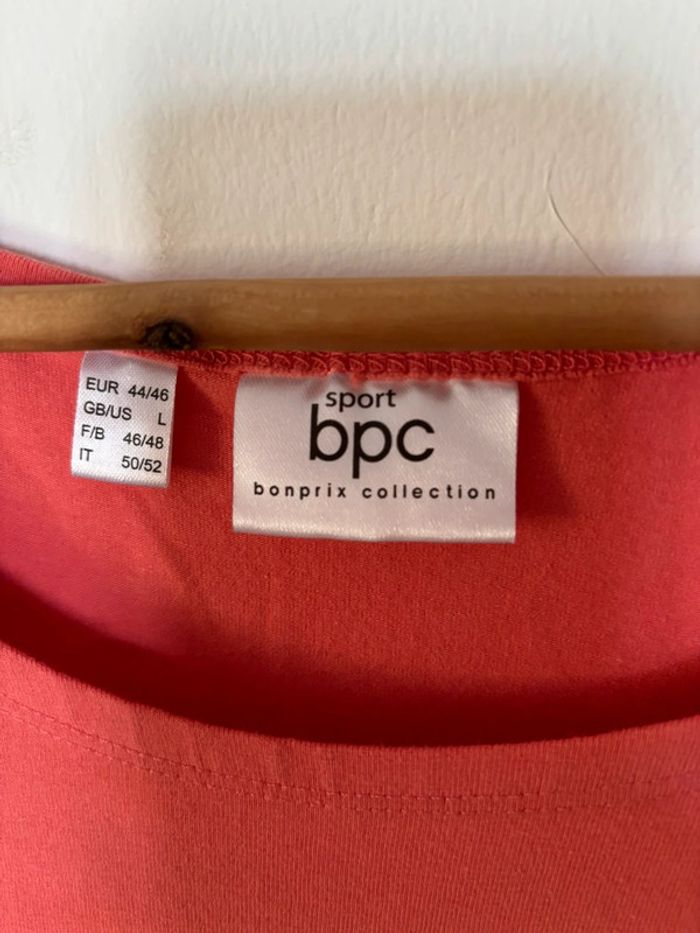 EUR 44/46
GB/US L
F/B 46/48
IT 50/52
sport
bpc
bonprix collection